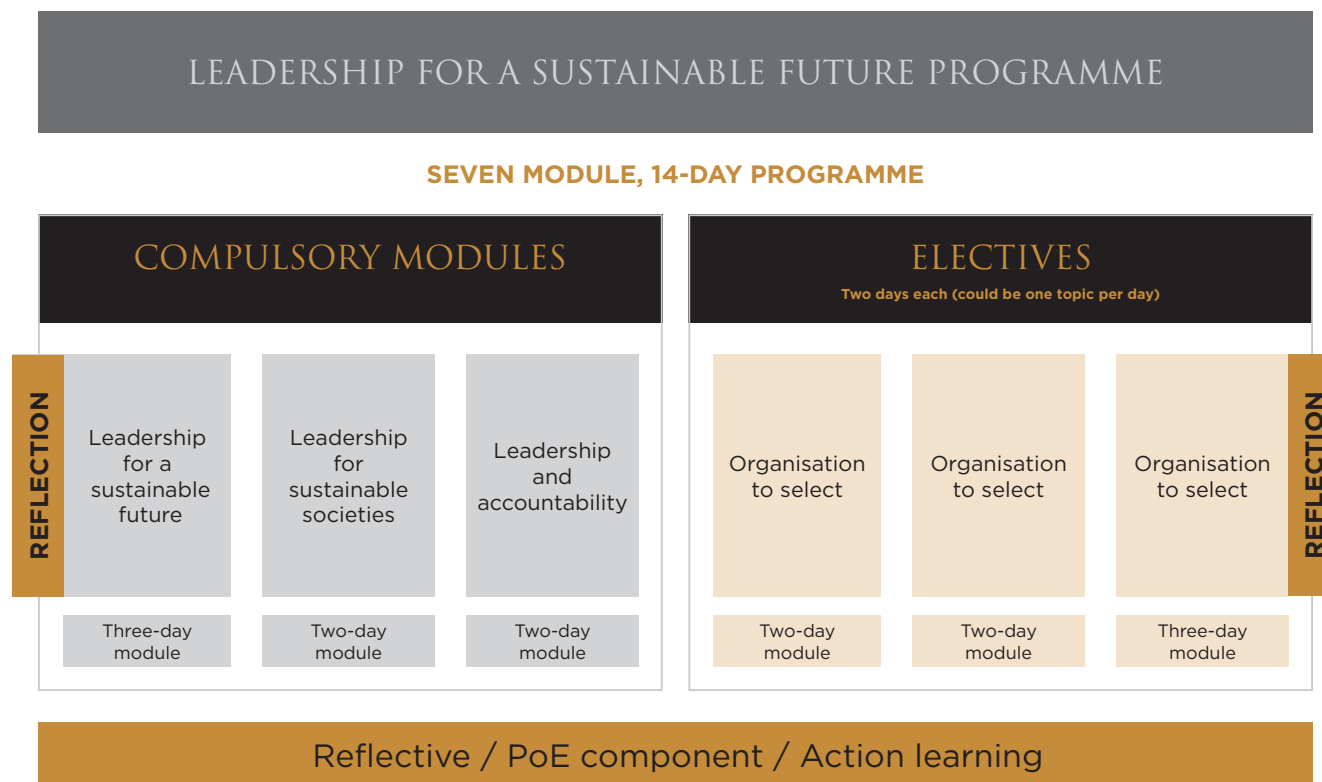 LEADERSHIP FOR A SUSTAINABLE FUTURE PROGRAMME
SEVEN MODULE, 14-DAY PROGRAMME
COMPULSORY MODULES
REFLECTION
Leadership
for a
sustainable
future
Leadership
for
sustainable
societies
Leadership
and
accountability
Three-day
module
Two-day
module
Two-day
module
ELECTIVES
Two days each (could be one topic per day)
Organisation
to select
Organisation
to select
Organisation
to select
REFLECTION
Two-day
module
Two-day
module
Three-day
module
Reflective / PoE component / Action learning